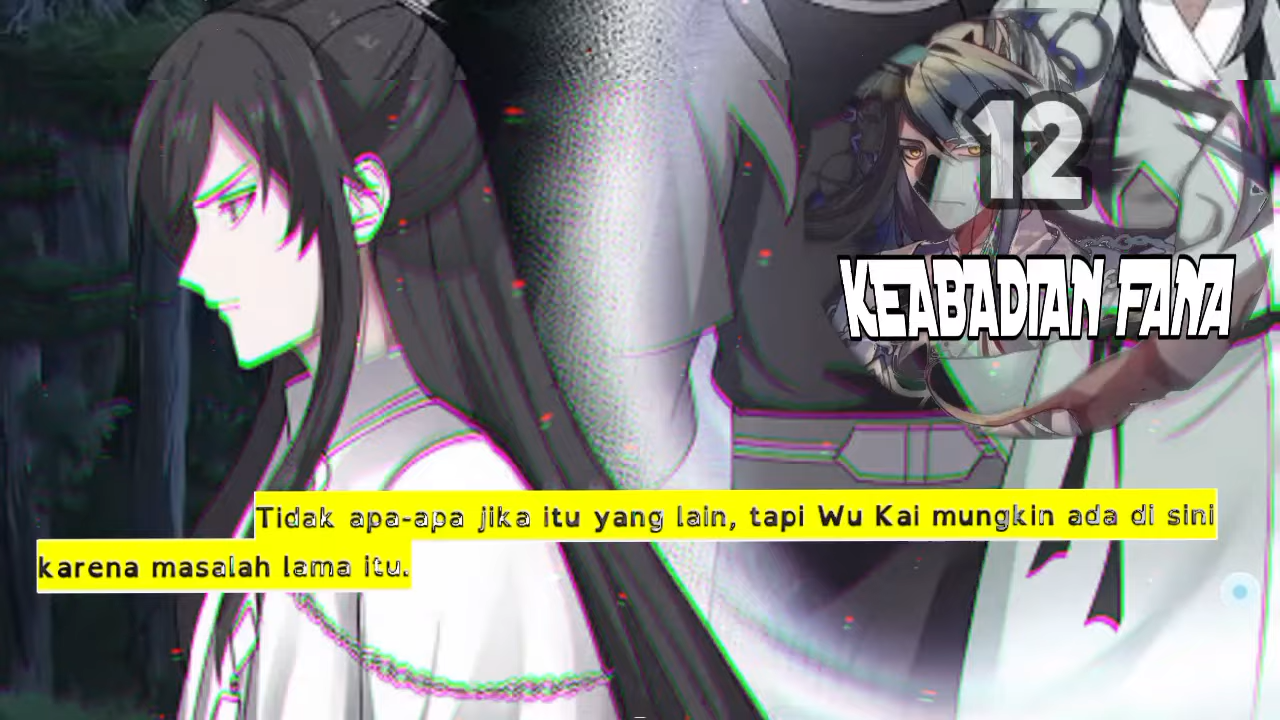 12
KEABADIAN FANA
Tidak apa-apa jika itu yang lain, tapi Wu Kai mungkin ada di sini
karena masalah lama itu.